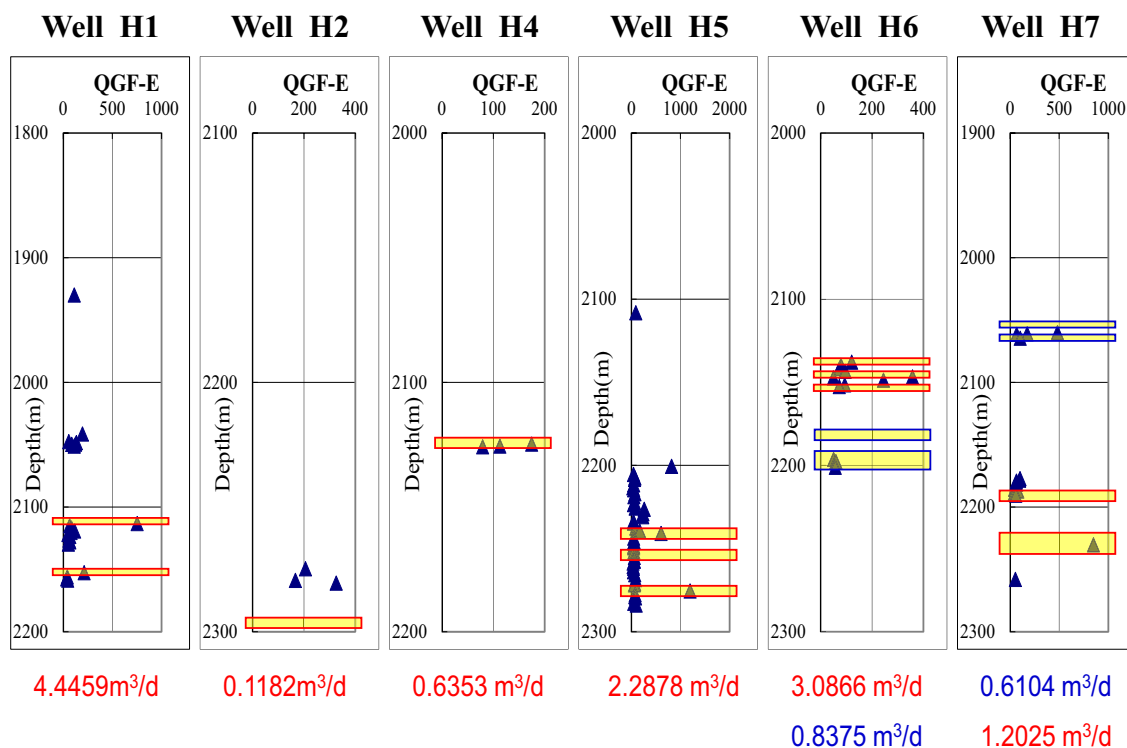 Well H1 Well H2 Well H4 Well H5 Well H6 Well H7
QGF-E QGF-E QGF-E QGF-E QGF-E QGF-E
0 500 1000 0 200 400 0 100 200 0 1000 2000 0 200 400 0 500 1000
1800 2100 2000 2000 2000 1900
1900 2000
2100 2100
2000 2200 2100 2100
Depth(m) Depth(m) Depth(m) Depth(m) Depth(m) Depth(m)
2200 2200
2100 2200
2200 2300 2200 2300 2300 2300
4.4459m³/d 0.1182m³/d 0.6353 m³/d 2.2878 m³/d 3.0866 m³/d 0.6104 m³/d
0.8375 m³/d 1.2025 m³/d